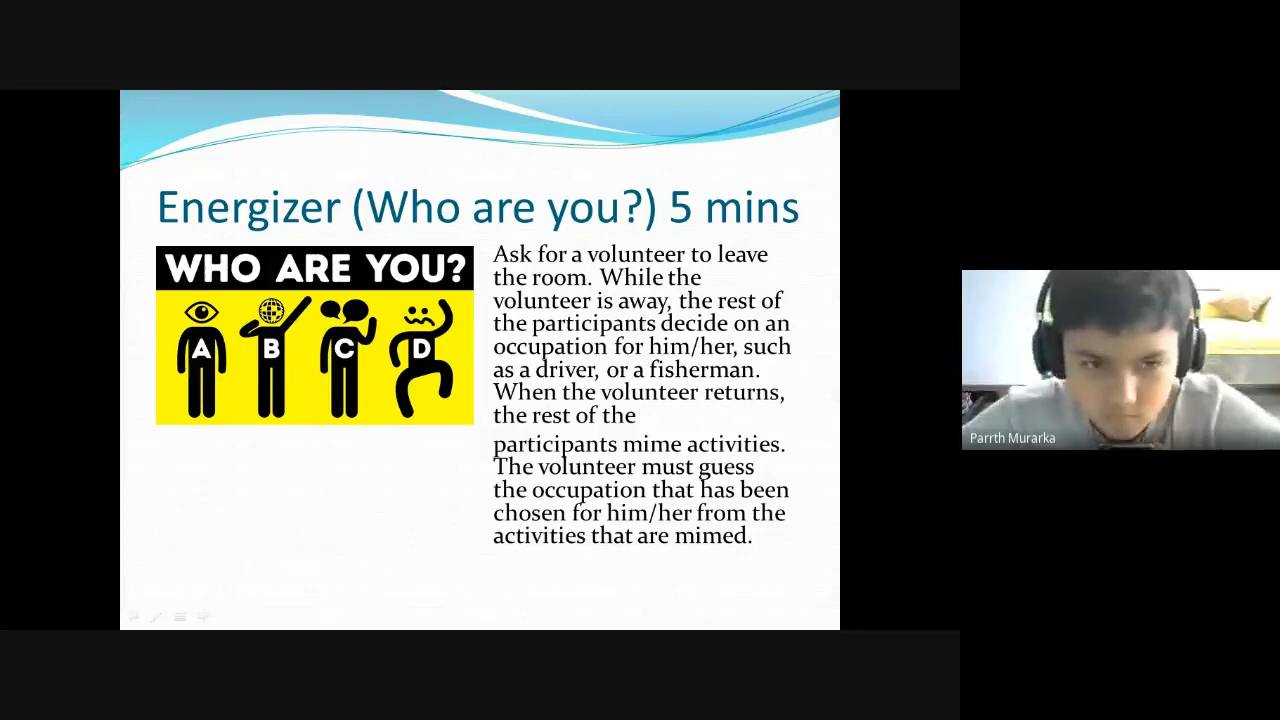 Energizer (Who are you?) 5 mins
WHO ARE YOU?
A B C D
Ask for a volunteer to leave
the room. While the
volunteer is away, the rest of
the participants decide on an
occupation for him/her, such
as a driver, or a fisherman.
When the volunteer returns,
the rest of the
participants mime activities.
The volunteer must guess
the occupation that has been
chosen for him/her from the
activities that are mimed.
Parrth Murarka